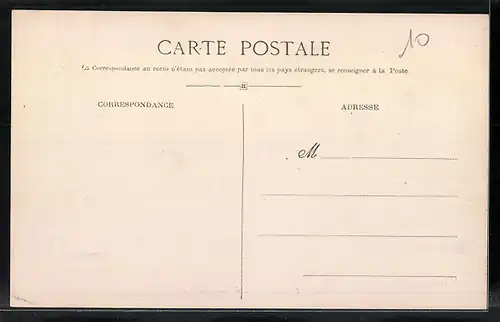 CARTE POSTALE
10
La Correspondance au recto n'étant pas acceptée par tous les pays étrangers, se renseigner à la Poste
CORRESPONDANCE
ADRESSE
M